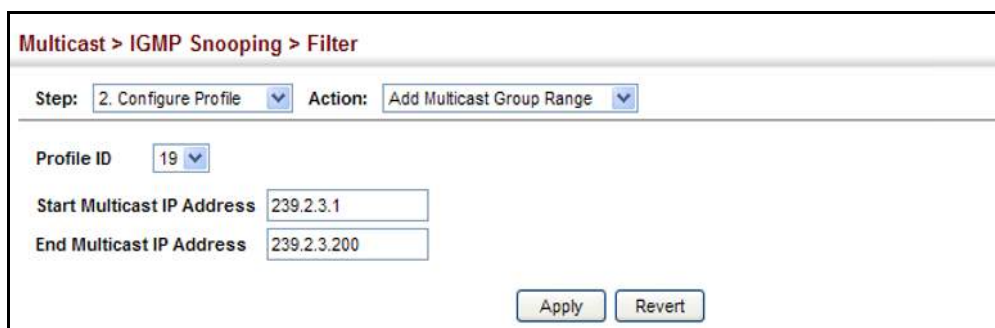 Multicast > IGMP Snooping > Filter
Step: 2. Configure Profile Action: Add Multicast Group Range
Profile ID 19
Start Multicast IP Address 239.2.3.1
End Multicast IP Address 239.2.3.200
Apply Revert